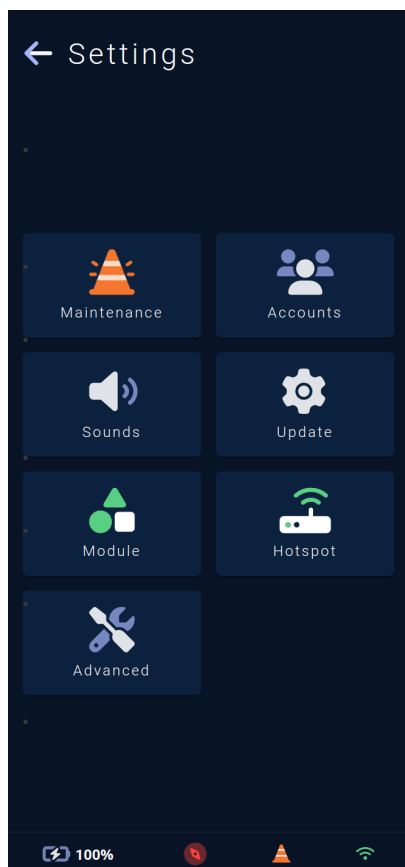 Settings
Maintenance
Accounts
Sounds
Update
Module
Hotspot
Advanced
100%